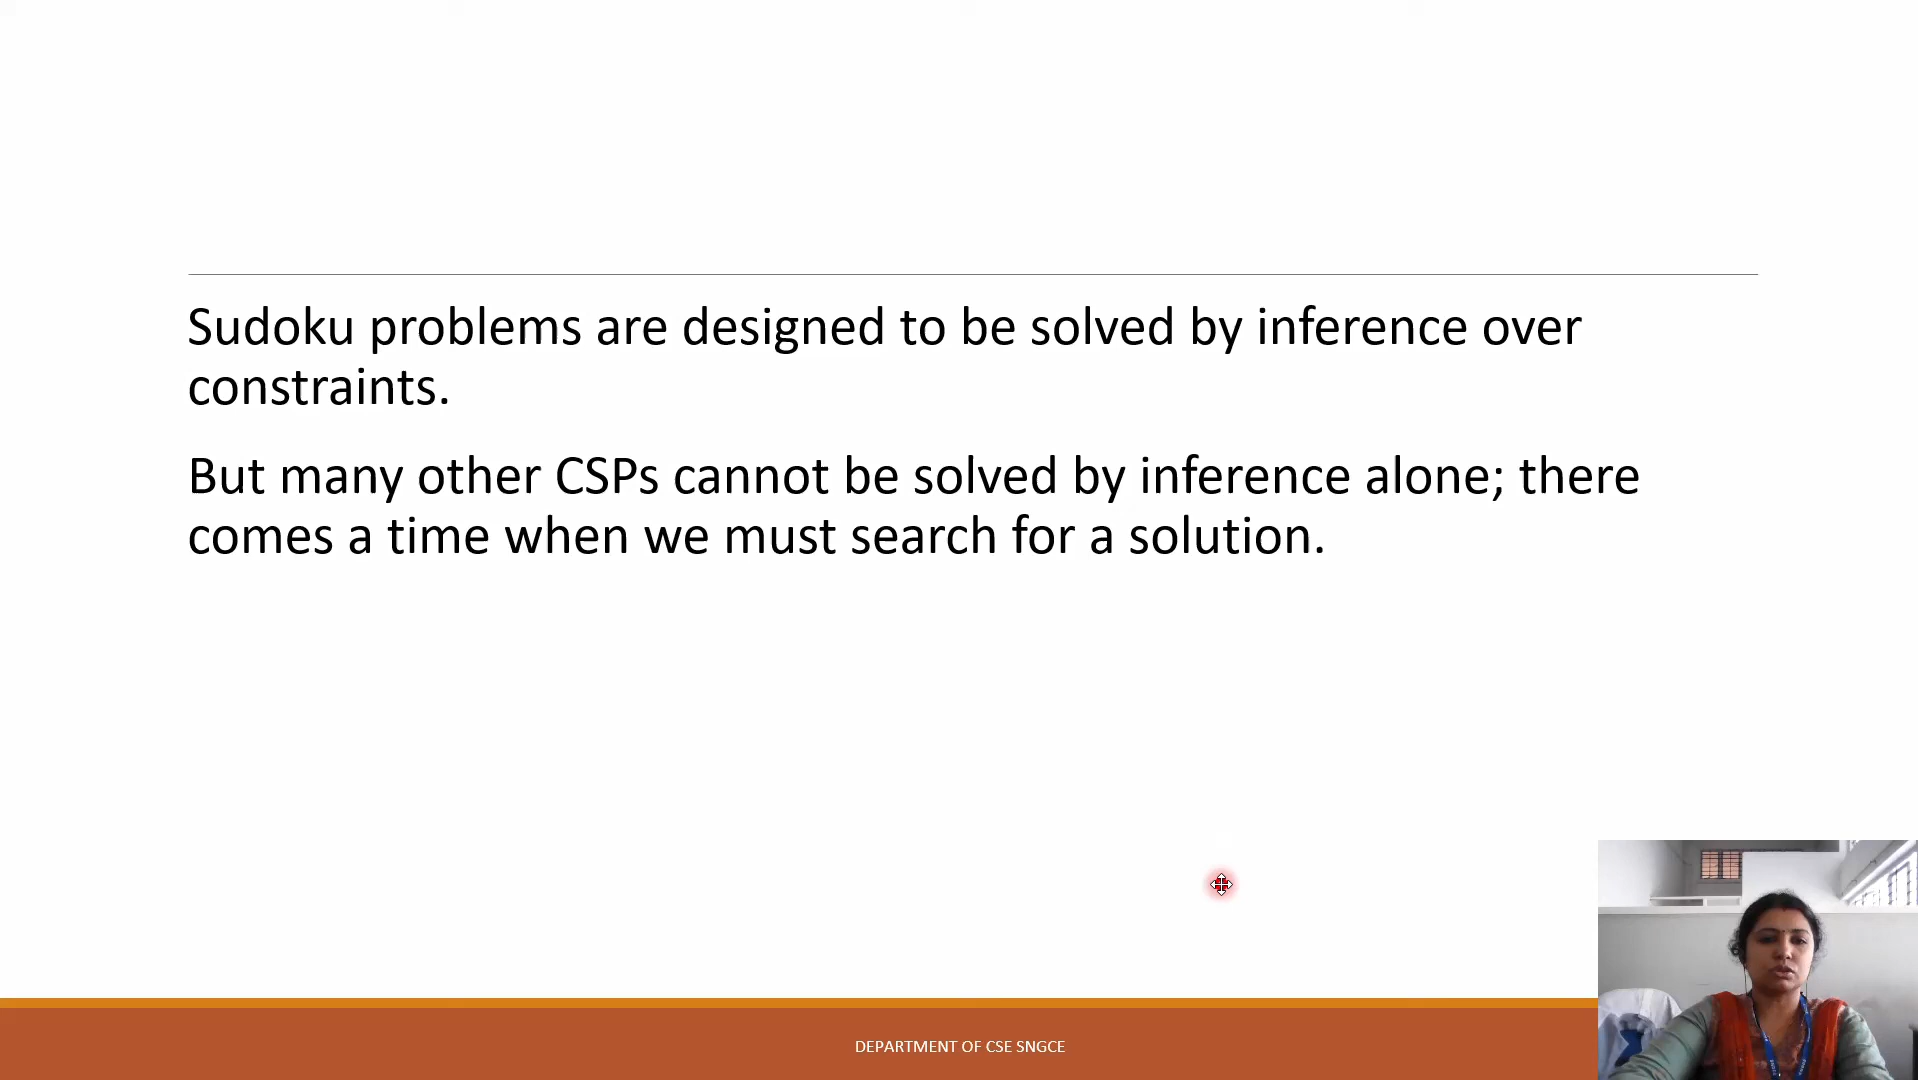 Sudoku problems are designed to be solved by inference over
constraints.
But many other CSPs cannot be solved by inference alone; there
comes a time when we must search for a solution.
DEPARTMENT OF CSE SNGCE